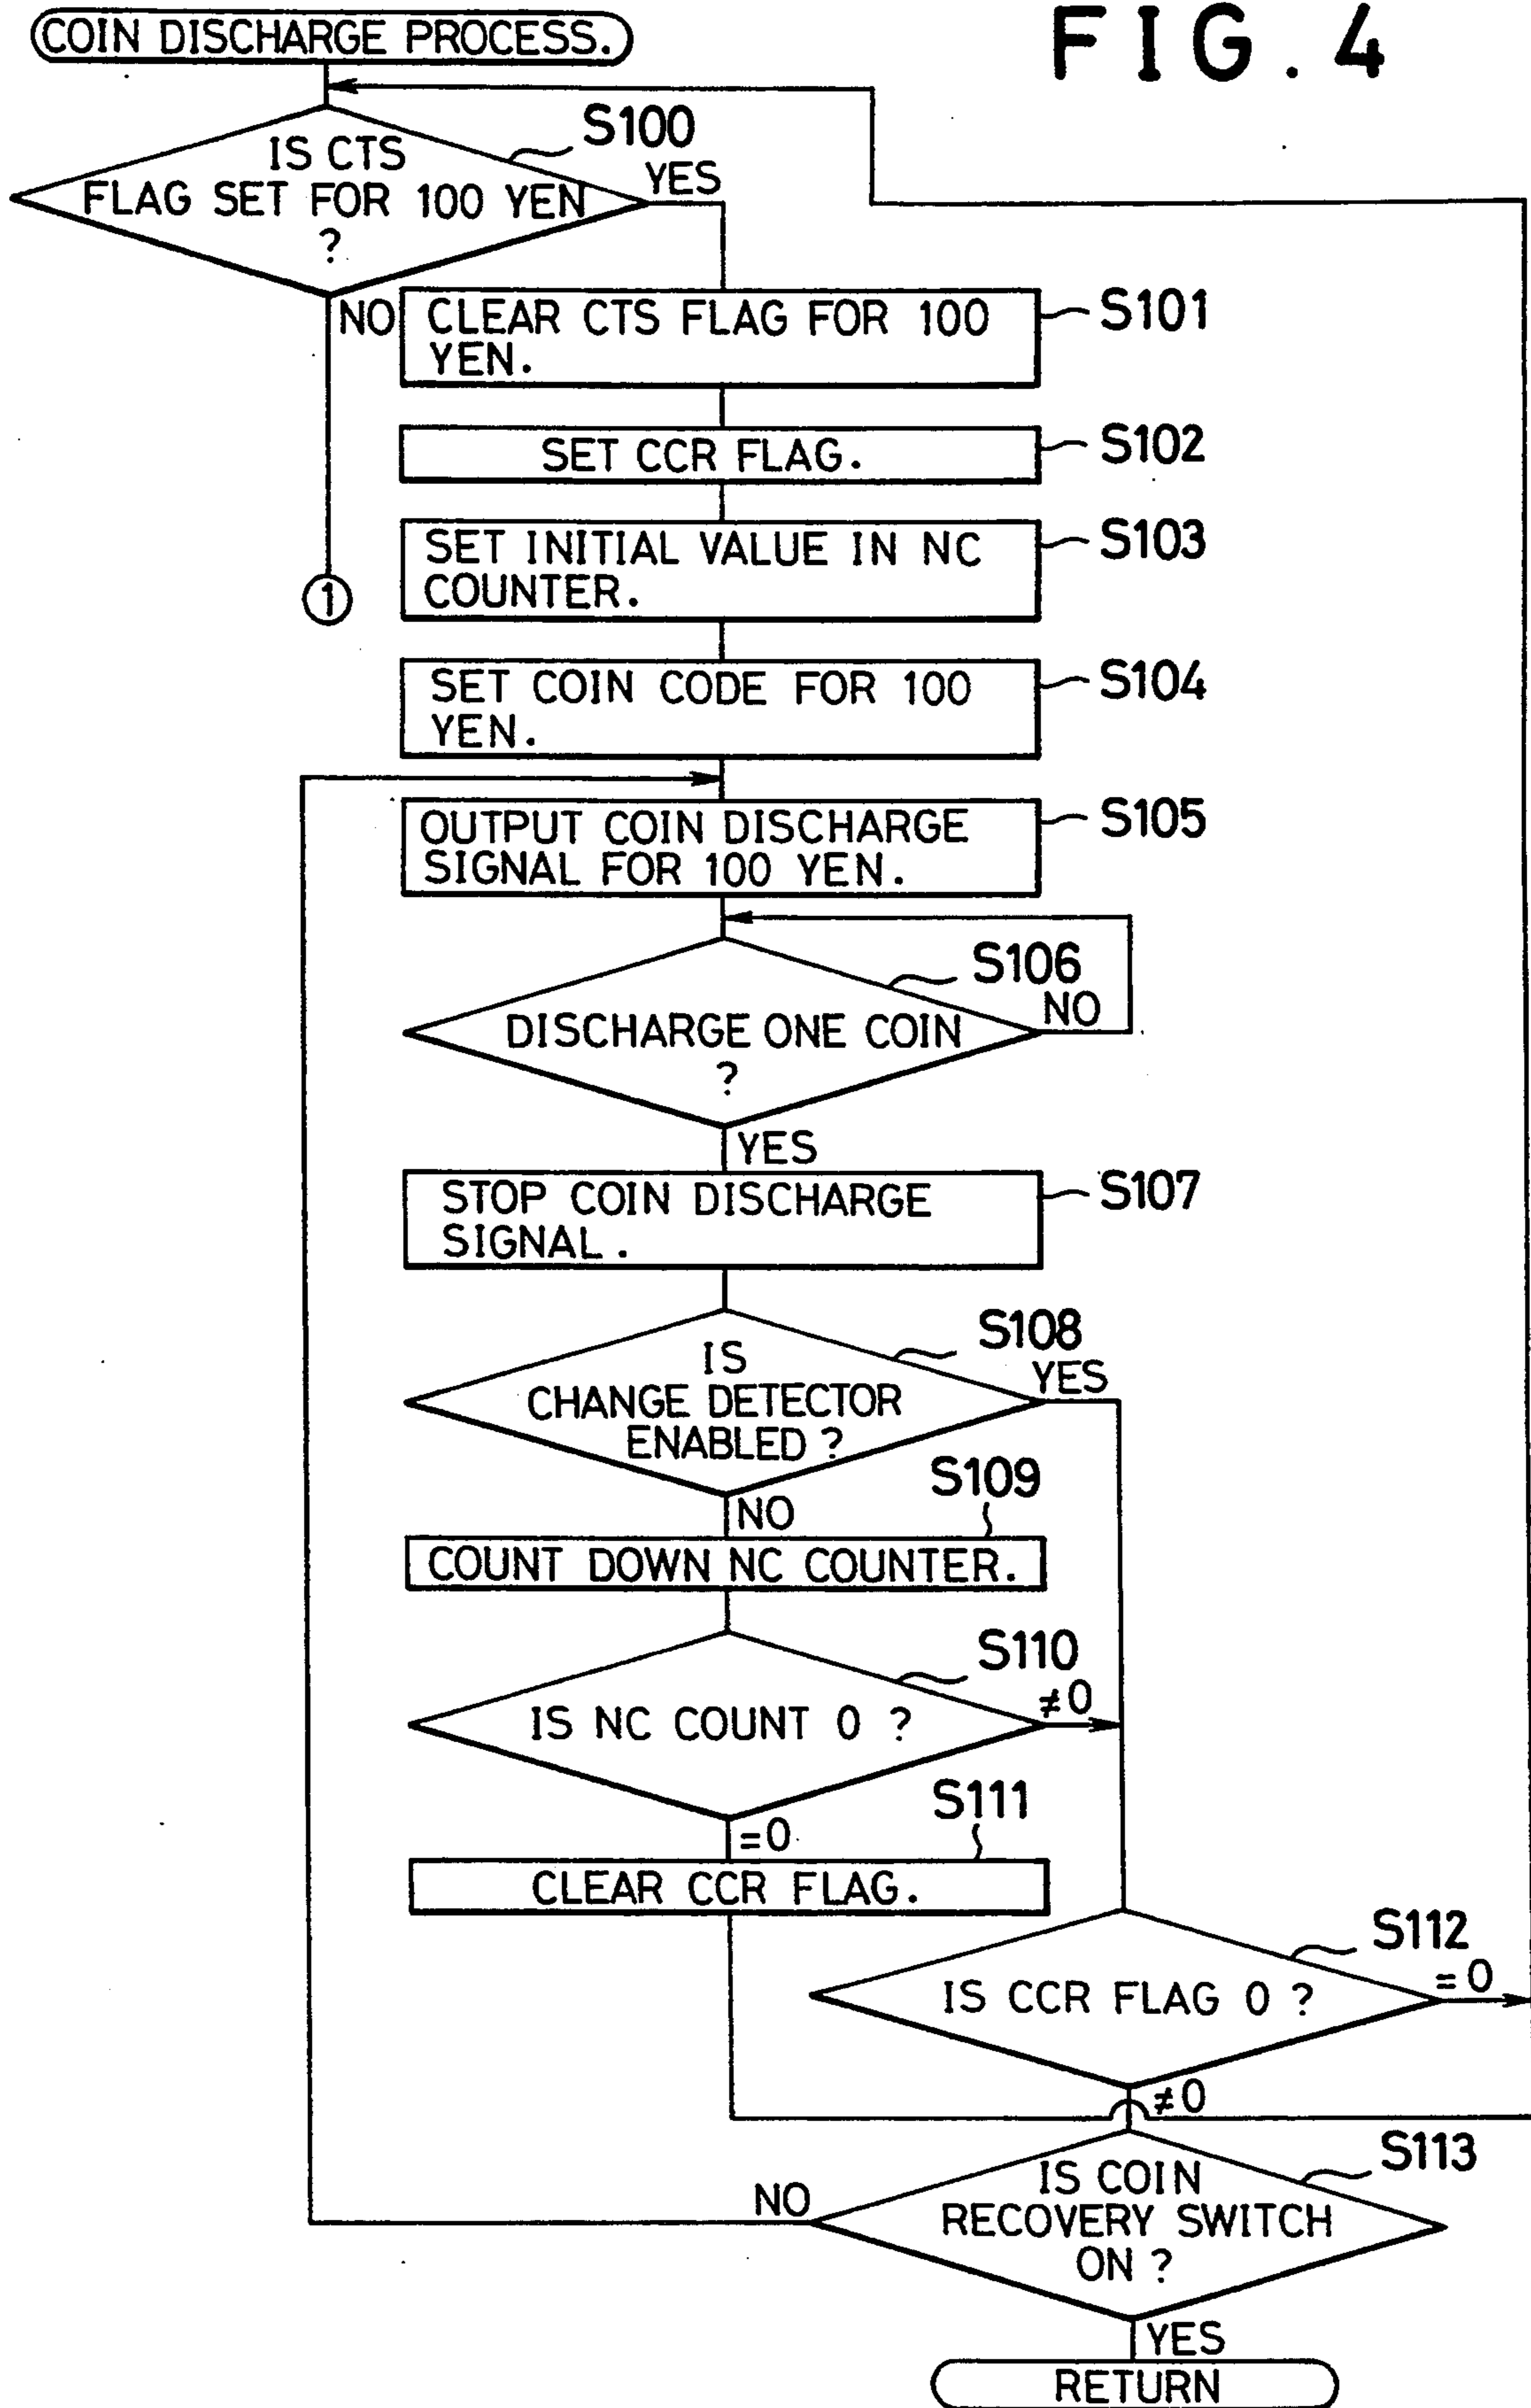 FIG. 4
COIN DISCHARGE PROCESS.
S100
IS CTS
FLAG SET FOR 100 YEN
?
YES
NO
CLEAR CTS FLAG FOR 100
YEN.
S101
SET CCR FLAG.
S102
SET INITIAL VALUE IN NC
COUNTER.
S103
1
SET COIN CODE FOR 100
YEN.
S104
OUTPUT COIN DISCHARGE
SIGNAL FOR 100 YEN.
S105
S106
DISCHARGE ONE COIN
?
NO
YES
STOP COIN DISCHARGE
SIGNAL.
S107
S108
IS
CHANGE DETECTOR
ENABLED ?
YES
NO
S109
COUNT DOWN NC COUNTER.
S110
IS NC COUNT 0 ?
≠0
=0
S111
CLEAR CCR FLAG.
S112
IS CCR FLAG 0 ?
=0
≠0
S113
IS COIN
RECOVERY SWITCH
ON ?
NO
YES
RETURN